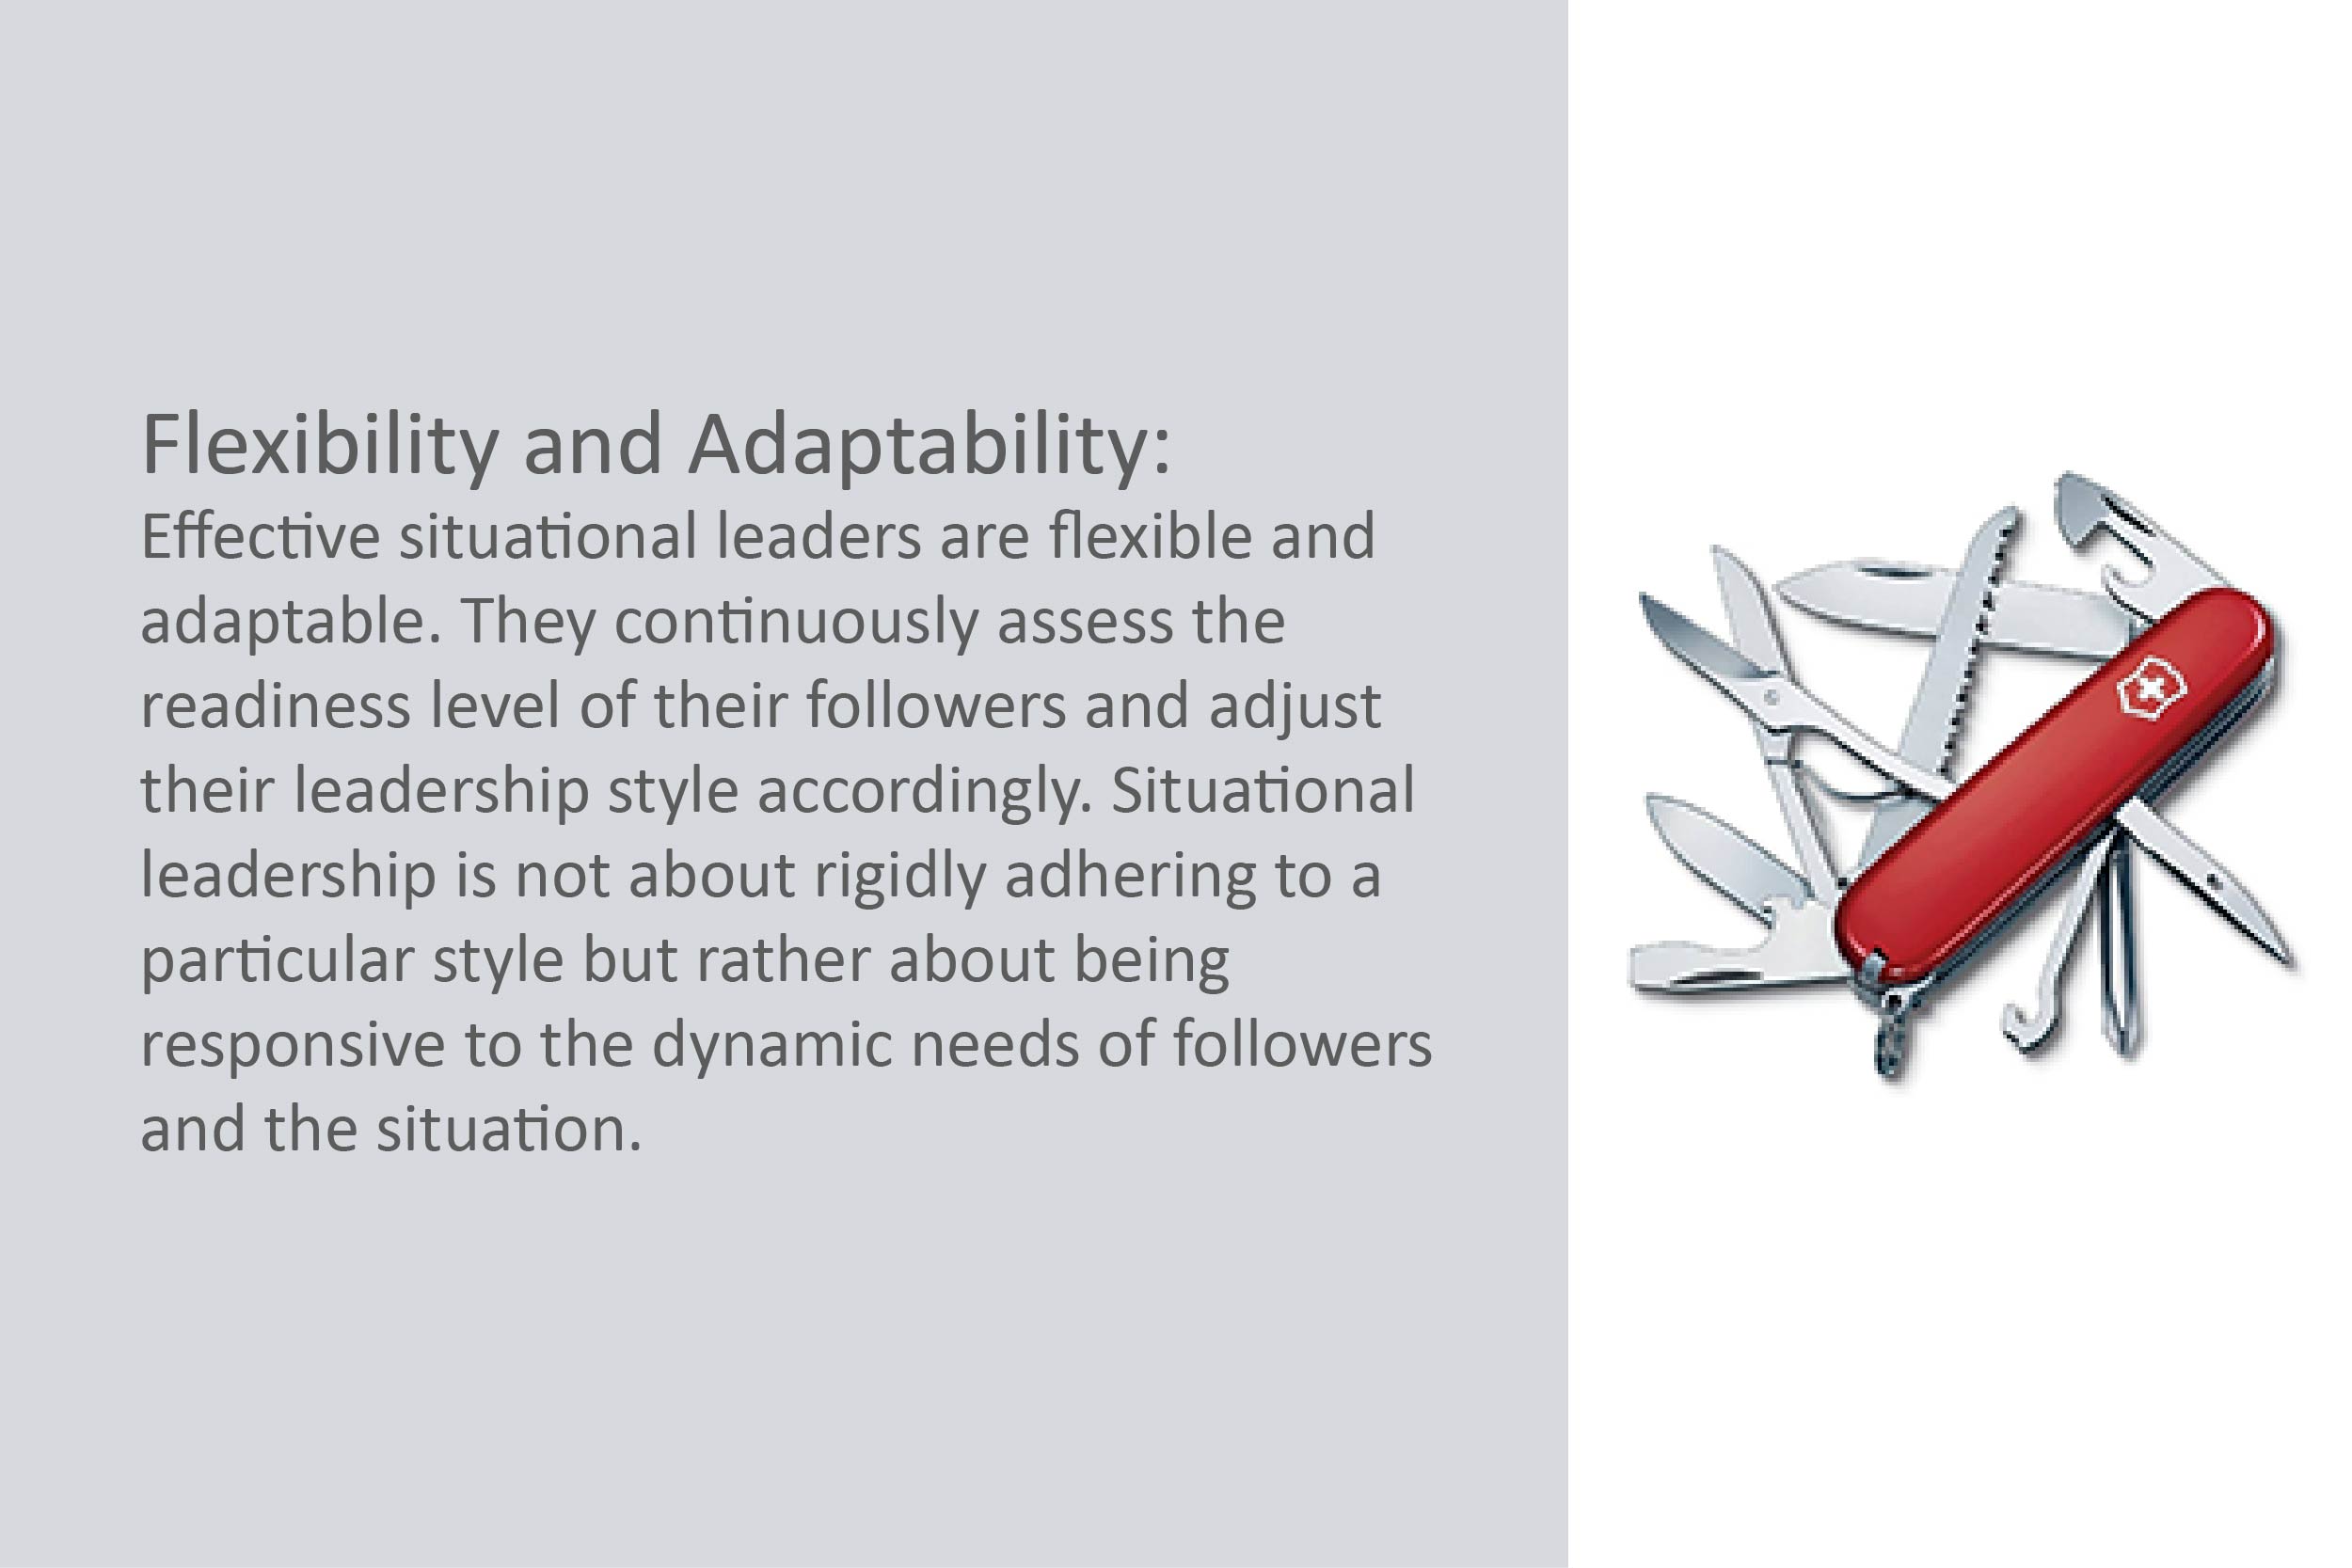 Flexibility and Adaptability:
Effective situational leaders are flexible and
adaptable. They continuously assess the
readiness level of their followers and adjust
their leadership style accordingly. Situational
leadership is not about rigidly adhering to a
particular style but rather about being
responsive to the dynamic needs of followers
and the situation.